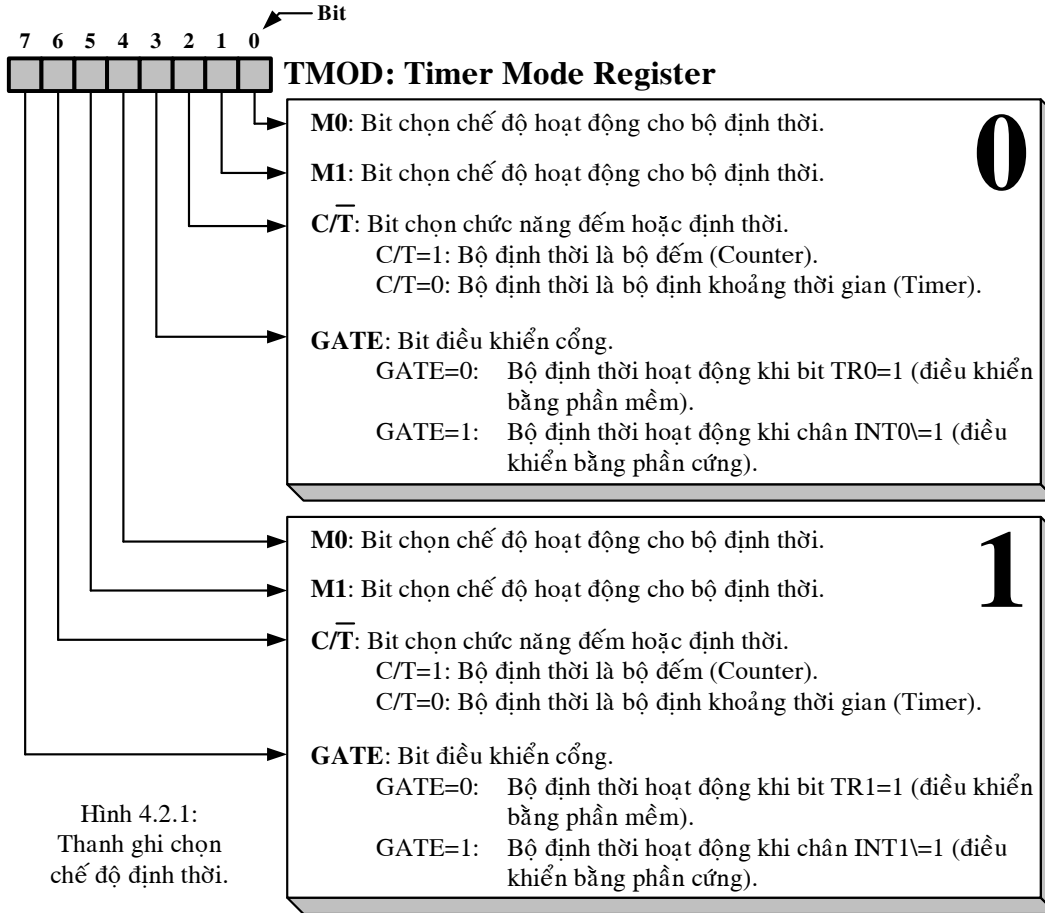 Bit
7 6 5 4 3 2 1 0
TMOD: Timer Mode Register
0
M0: Bit chọn chế độ hoạt động cho bộ định thời.
M1: Bit chọn chế độ hoạt động cho bộ định thời.
C/T̅: Bit chọn chức năng đếm hoặc định thời.
C/T=1: Bộ định thời là bộ đếm (Counter).
C/T=0: Bộ định thời là bộ định khoảng thời gian (Timer).
GATE: Bit điều khiển cổng.
GATE=0: Bộ định thời hoạt động khi bit TR0=1 (điều khiển
bằng phần mềm).
GATE=1: Bộ định thời hoạt động khi chân INT0\=1 (điều
khiển bằng phần cứng).
1
M0: Bit chọn chế độ hoạt động cho bộ định thời.
M1: Bit chọn chế độ hoạt động cho bộ định thời.
C/T̅: Bit chọn chức năng đếm hoặc định thời.
C/T=1: Bộ định thời là bộ đếm (Counter).
C/T=0: Bộ định thời là bộ định khoảng thời gian (Timer).
GATE: Bit điều khiển cổng.
GATE=0: Bộ định thời hoạt động khi bit TR1=1 (điều khiển
bằng phần mềm).
GATE=1: Bộ định thời hoạt động khi chân INT1\=1 (điều
khiển bằng phần cứng).
Hình 4.2.1:
Thanh ghi chọn
chế độ định thời.